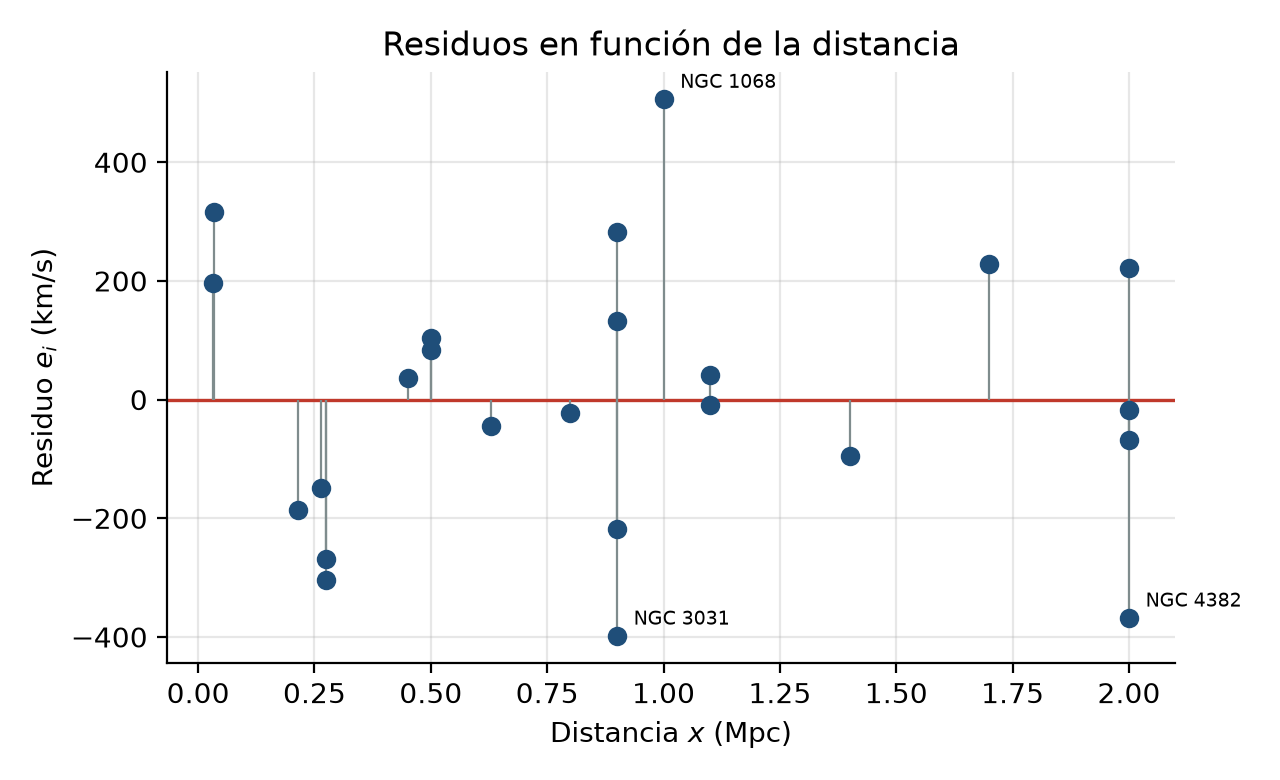 Residuos en función de la distancia
NGC 1068
400
200
Residuo eᵢ (km/s)
0
−200
NGC 4382
NGC 3031
−400
0.00 0.25 0.50 0.75 1.00 1.25 1.50 1.75 2.00
Distancia x (Mpc)